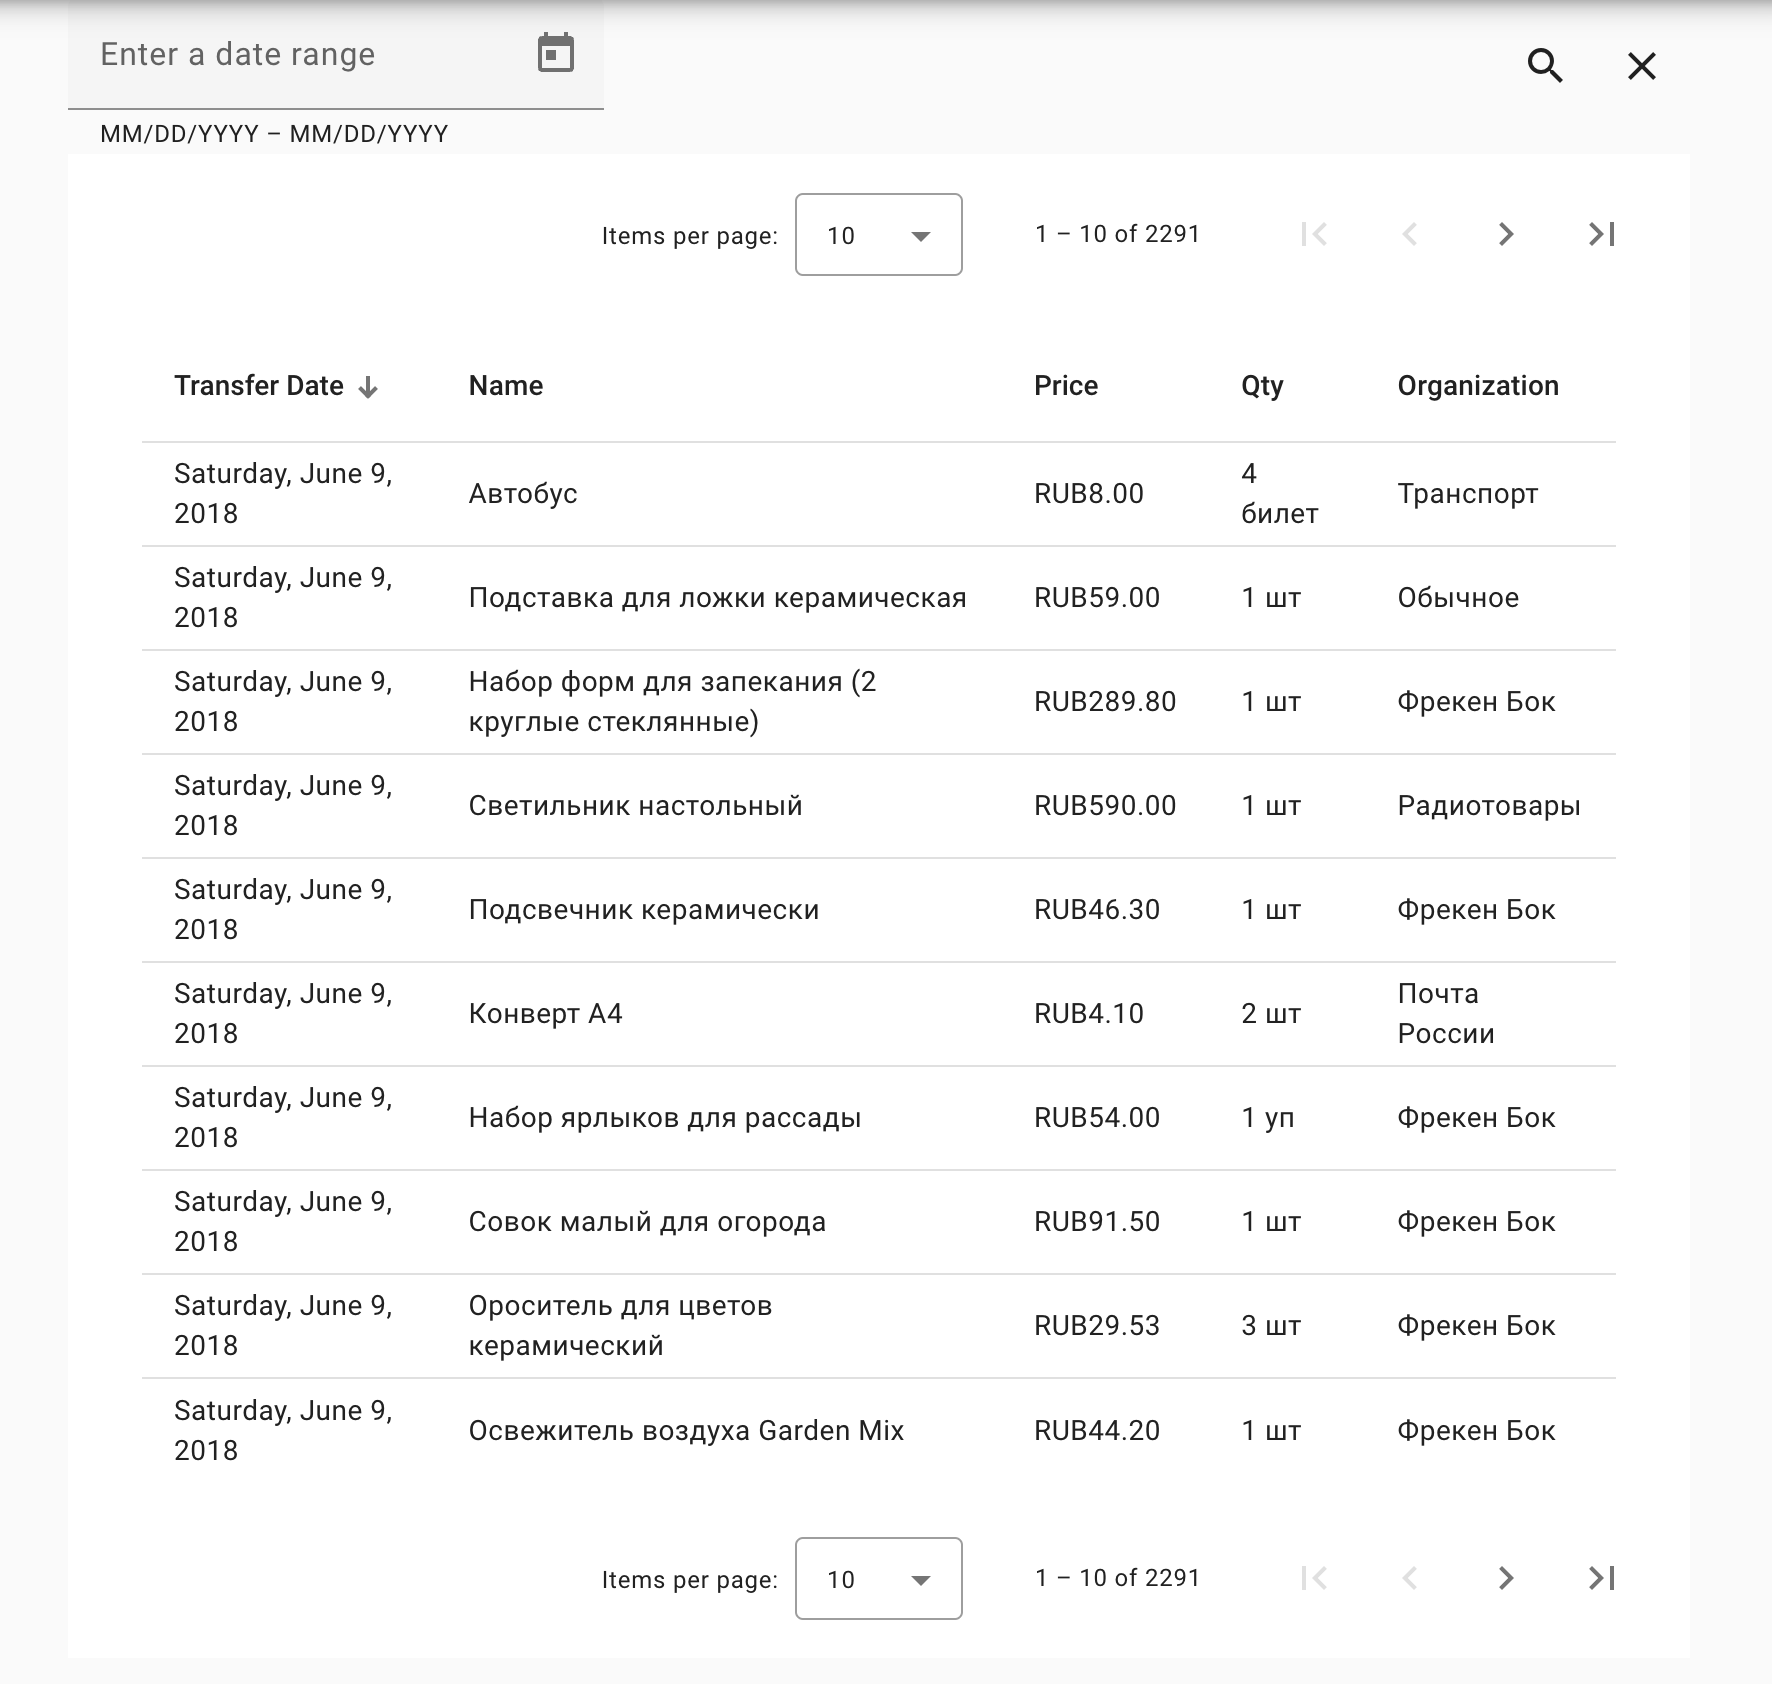 Enter a date range
MM/DD/YYYY – MM/DD/YYYY
Items per page: 10 1 – 10 of 2291
Transfer Date Name Price Qty Organization
Saturday, June 9, 2018 Автобус RUB8.00 4 билет Транспорт
Saturday, June 9, 2018 Подставка для ложки керамическая RUB59.00 1 шт Обычное
Saturday, June 9, 2018 Набор форм для запекания (2 круглые стеклянные) RUB289.80 1 шт Фрекен Бок
Saturday, June 9, 2018 Светильник настольный RUB590.00 1 шт Радиотовары
Saturday, June 9, 2018 Подсвечник керамически RUB46.30 1 шт Фрекен Бок
Saturday, June 9, 2018 Конверт А4 RUB4.10 2 шт Почта России
Saturday, June 9, 2018 Набор ярлыков для рассады RUB54.00 1 уп Фрекен Бок
Saturday, June 9, 2018 Совок малый для огорода RUB91.50 1 шт Фрекен Бок
Saturday, June 9, 2018 Ороситель для цветов керамический RUB29.53 3 шт Фрекен Бок
Saturday, June 9, 2018 Освежитель воздуха Garden Mix RUB44.20 1 шт Фрекен Бок
Items per page: 10 1 – 10 of 2291